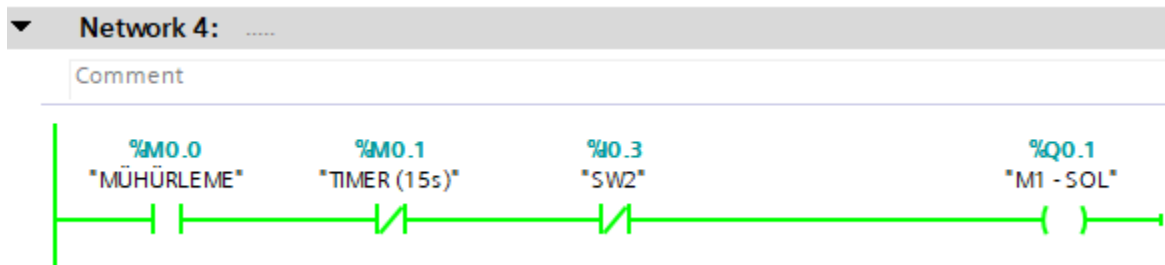 Network 4: .....
Comment
%M0.0 %M0.1 %I0.3 %Q0.1
"MÜHÜRLEME" "TIMER (15s)" "SW2" "M1 - SOL"